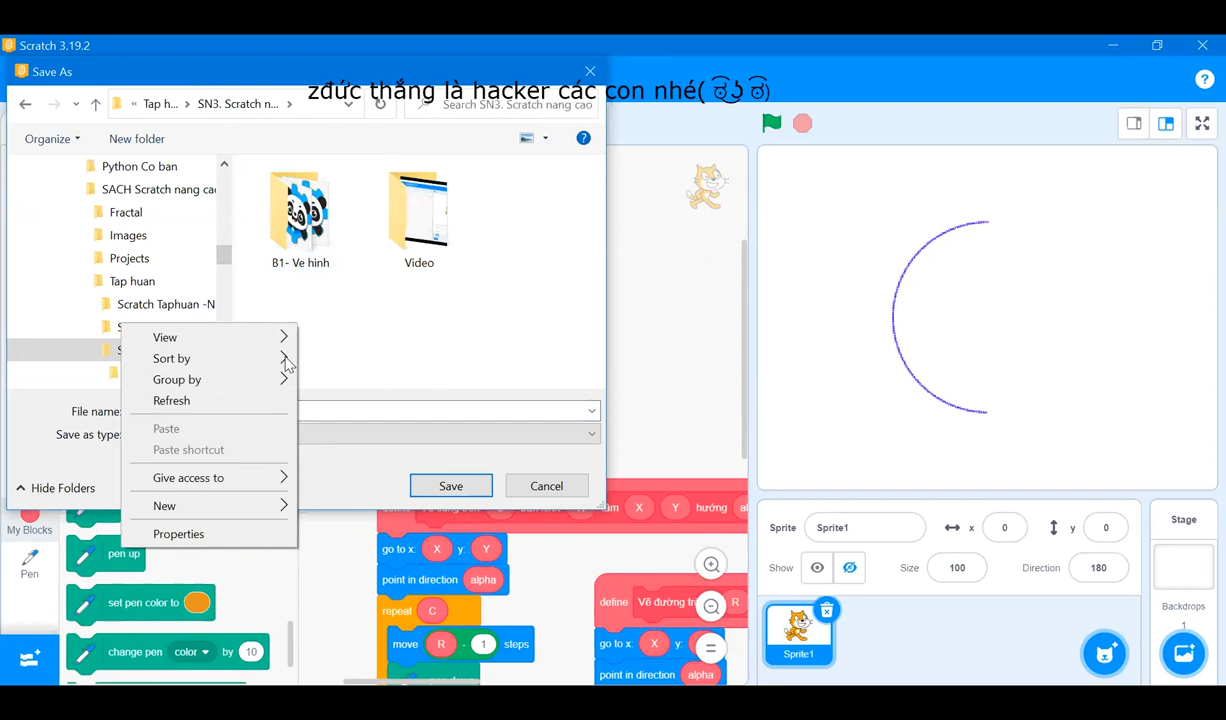 Scratch 3.19.2
Save As
zđức thắng là hacker các con nhé( ͡ಠ ʖ̯ ͡ಠ)
« Tap h... › SN3. Scratch n... ›
Search SN3. Scratch nang cao
Organize
New folder
Python Co ban
SACH Scratch nang cao
Fractal
Images
Projects
Tap huan
Scratch Taphuan -N
B1- Ve hinh
Video
View
Sort by
Group by
Refresh
Paste
Paste shortcut
Give access to
New
Properties
File name:
Save as type:
Hide Folders
Save
Cancel
My Blocks
Pen
pen up
set pen color to
change pen color by 10
define
X Y hướng
go to x: X y: Y
point in direction alpha
repeat C
move R - 1 steps
define Vẽ đường R
go to x: X y:
point in direction alpha
Sprite Sprite1 x 0 y 0
Show Size 100 Direction 180
Sprite1
Stage
Backdrops
1